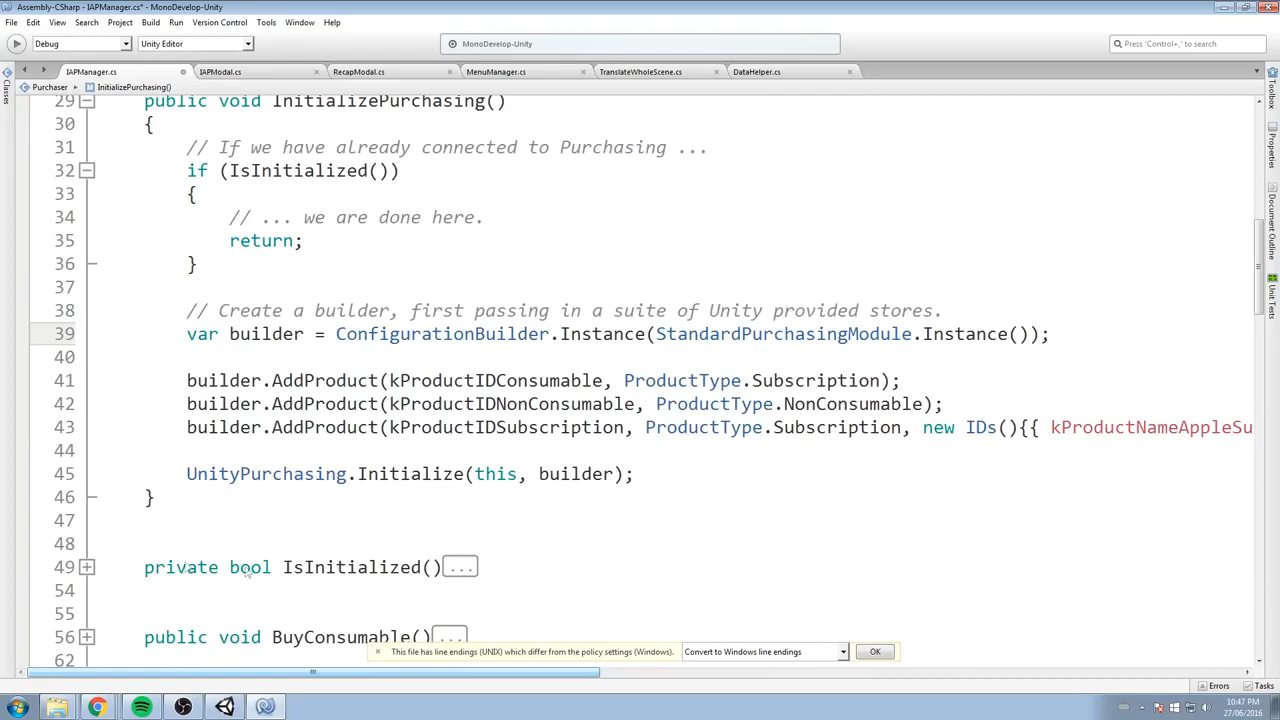 Assembly-CSharp - IAPManager.cs* - MonoDevelop-Unity
File Edit View Search Project Build Run Version Control Tools Window Help
Debug Unity Editor MonoDevelop-Unity Press 'Control+,' to search
IAPManager.cs IAPModal.cs RecapModal.cs MenuManager.cs TranslateWholeScene.cs DataHelper.cs
Purchaser InitializePurchasing()
Classes
Toolbox
Properties
Document Outline
Unit Tests
29 public void InitializePurchasing()
30 {
31 // If we have already connected to Purchasing ...
32 if (IsInitialized())
33 {
34 // ... we are done here.
35 return;
36 }
37
38 // Create a builder, first passing in a suite of Unity provided stores.
39 var builder = ConfigurationBuilder.Instance(StandardPurchasingModule.Instance());
40
41 builder.AddProduct(kProductIDConsumable, ProductType.Subscription);
42 builder.AddProduct(kProductIDNonConsumable, ProductType.NonConsumable);
43 builder.AddProduct(kProductIDSubscription, ProductType.Subscription, new IDs(){{ kProductNameAppleSu
44
45 UnityPurchasing.Initialize(this, builder);
46 }
47
48
49 private bool IsInitialized()...
54
55
56 public void BuyConsumable()...
This file has line endings (UNIX) which differ from the policy settings (Windows). Convert to Windows line endings OK
62
Errors Tasks
10:47 PM
27/06/2016